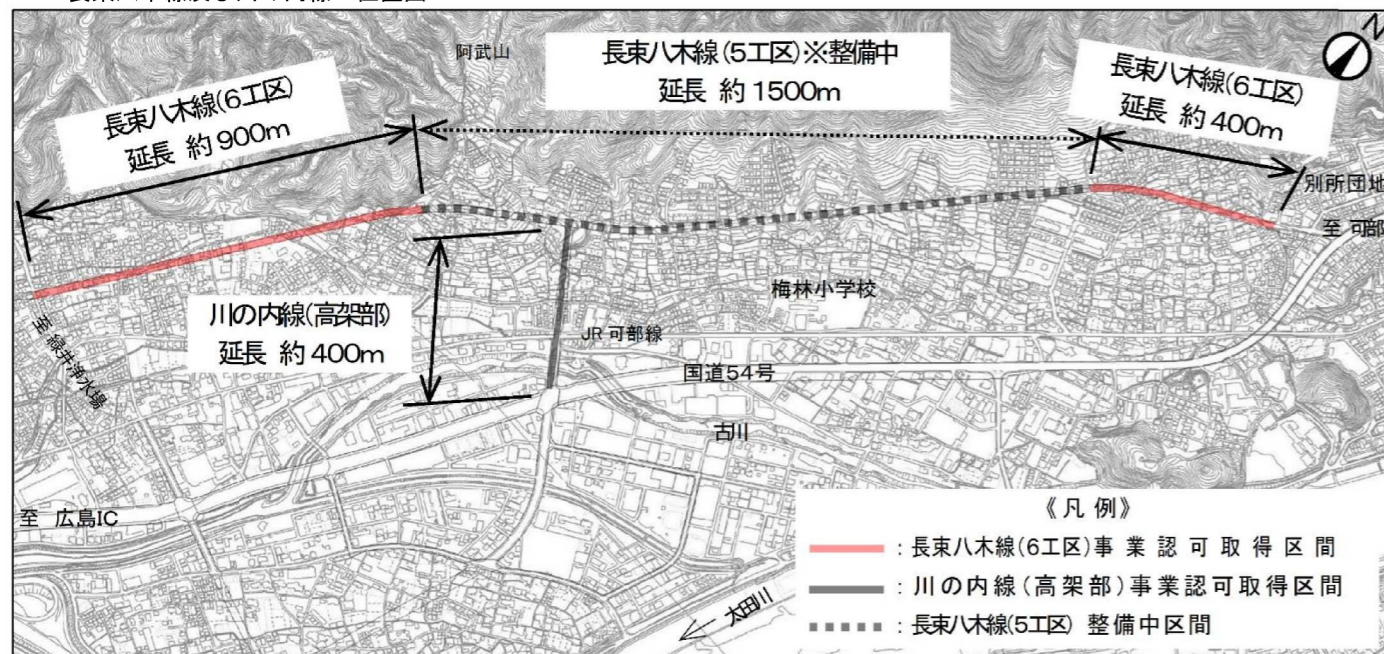 阿武山
N
長束八木線(5工区)※整備中
延長 約1500m
長束八木線(6工区)
延長 約900m
長束八木線(6工区)
延長 約400m
別所団地
至 可部
川の内線(高架部)
延長 約400m
梅林小学校
JR可部線
国道54号
至 緑井浄水場
古川
至 広島IC
太田川
《凡例》
:長束八木線(6工区)事業認可取得区間
:川の内線(高架部)事業認可取得区間
:長束八木線(5工区) 整備中区間